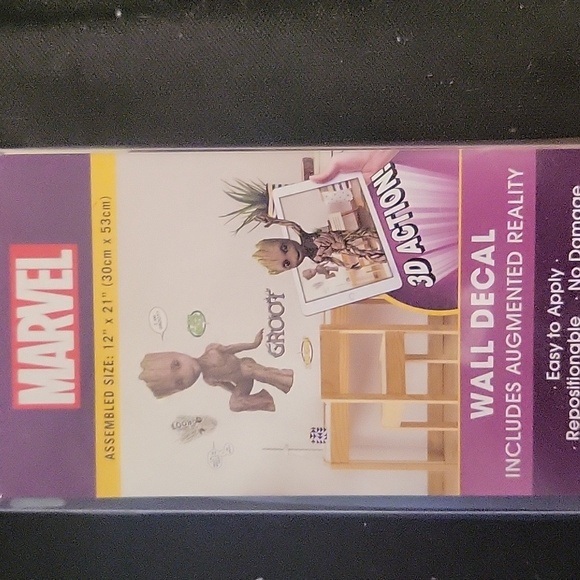 MARVEL
ASSEMBLED SIZE: 12" x 21" (30cm x 53cm)
GROOT
3D ACTION!
WALL DECAL
INCLUDES AUGMENTED REALITY
· Easy to Apply ·
· Repositionable · No Damage